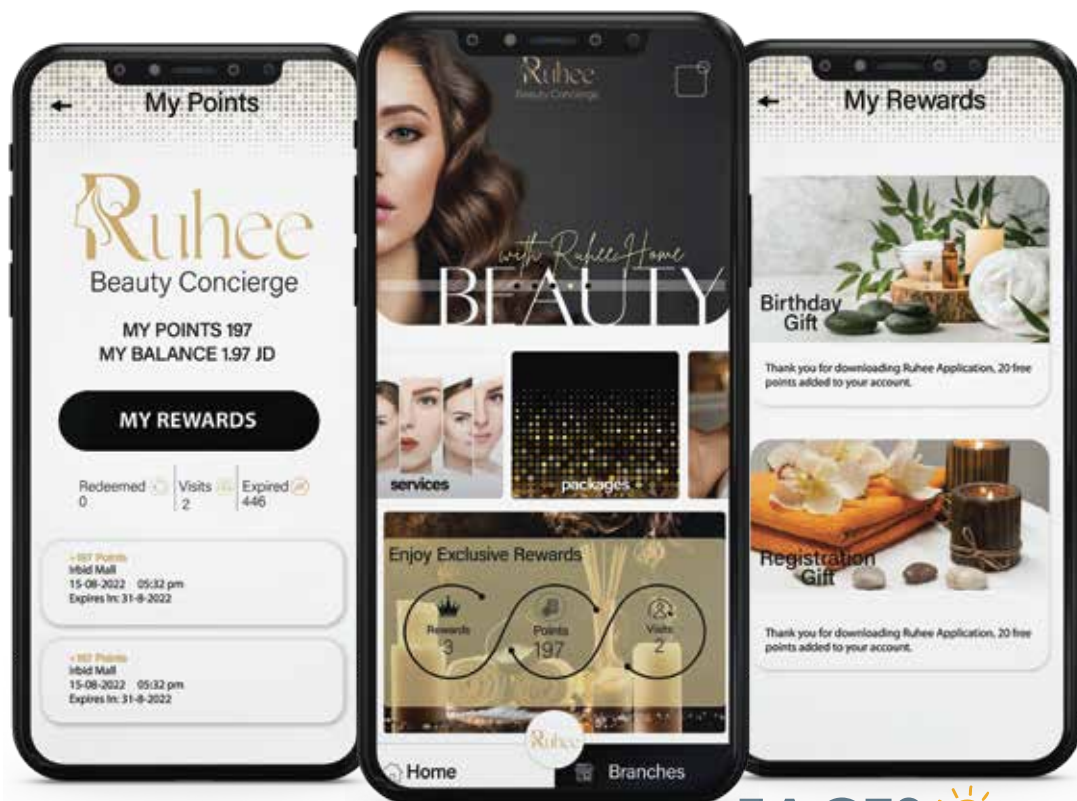 My Points
Ruhee
Beauty Concierge
MY POINTS 197
MY BALANCE 1.97 JD
MY REWARDS
Redeemed
0
Visits
2
Expired
446
+197 Points
Irbid Mall
15-08-2022 05:32 pm
Expires In: 31-8-2022
+197 Points
Irbid Mall
15-08-2022 05:32 pm
Expires In: 31-8-2022
Ruhee
Beauty Concierge
with Ruhee Home
BEAUTY
services
packages
Enjoy Exclusive Rewards
Rewards
3
Points
197
Visits
2
Ruhee
Home
Branches
My Rewards
Birthday
Gift
Thank you for downloading Ruhee Application, 20 free
points added to your account.
Registration
Gift
Thank you for downloading Ruhee Application, 20 free
points added to your account.